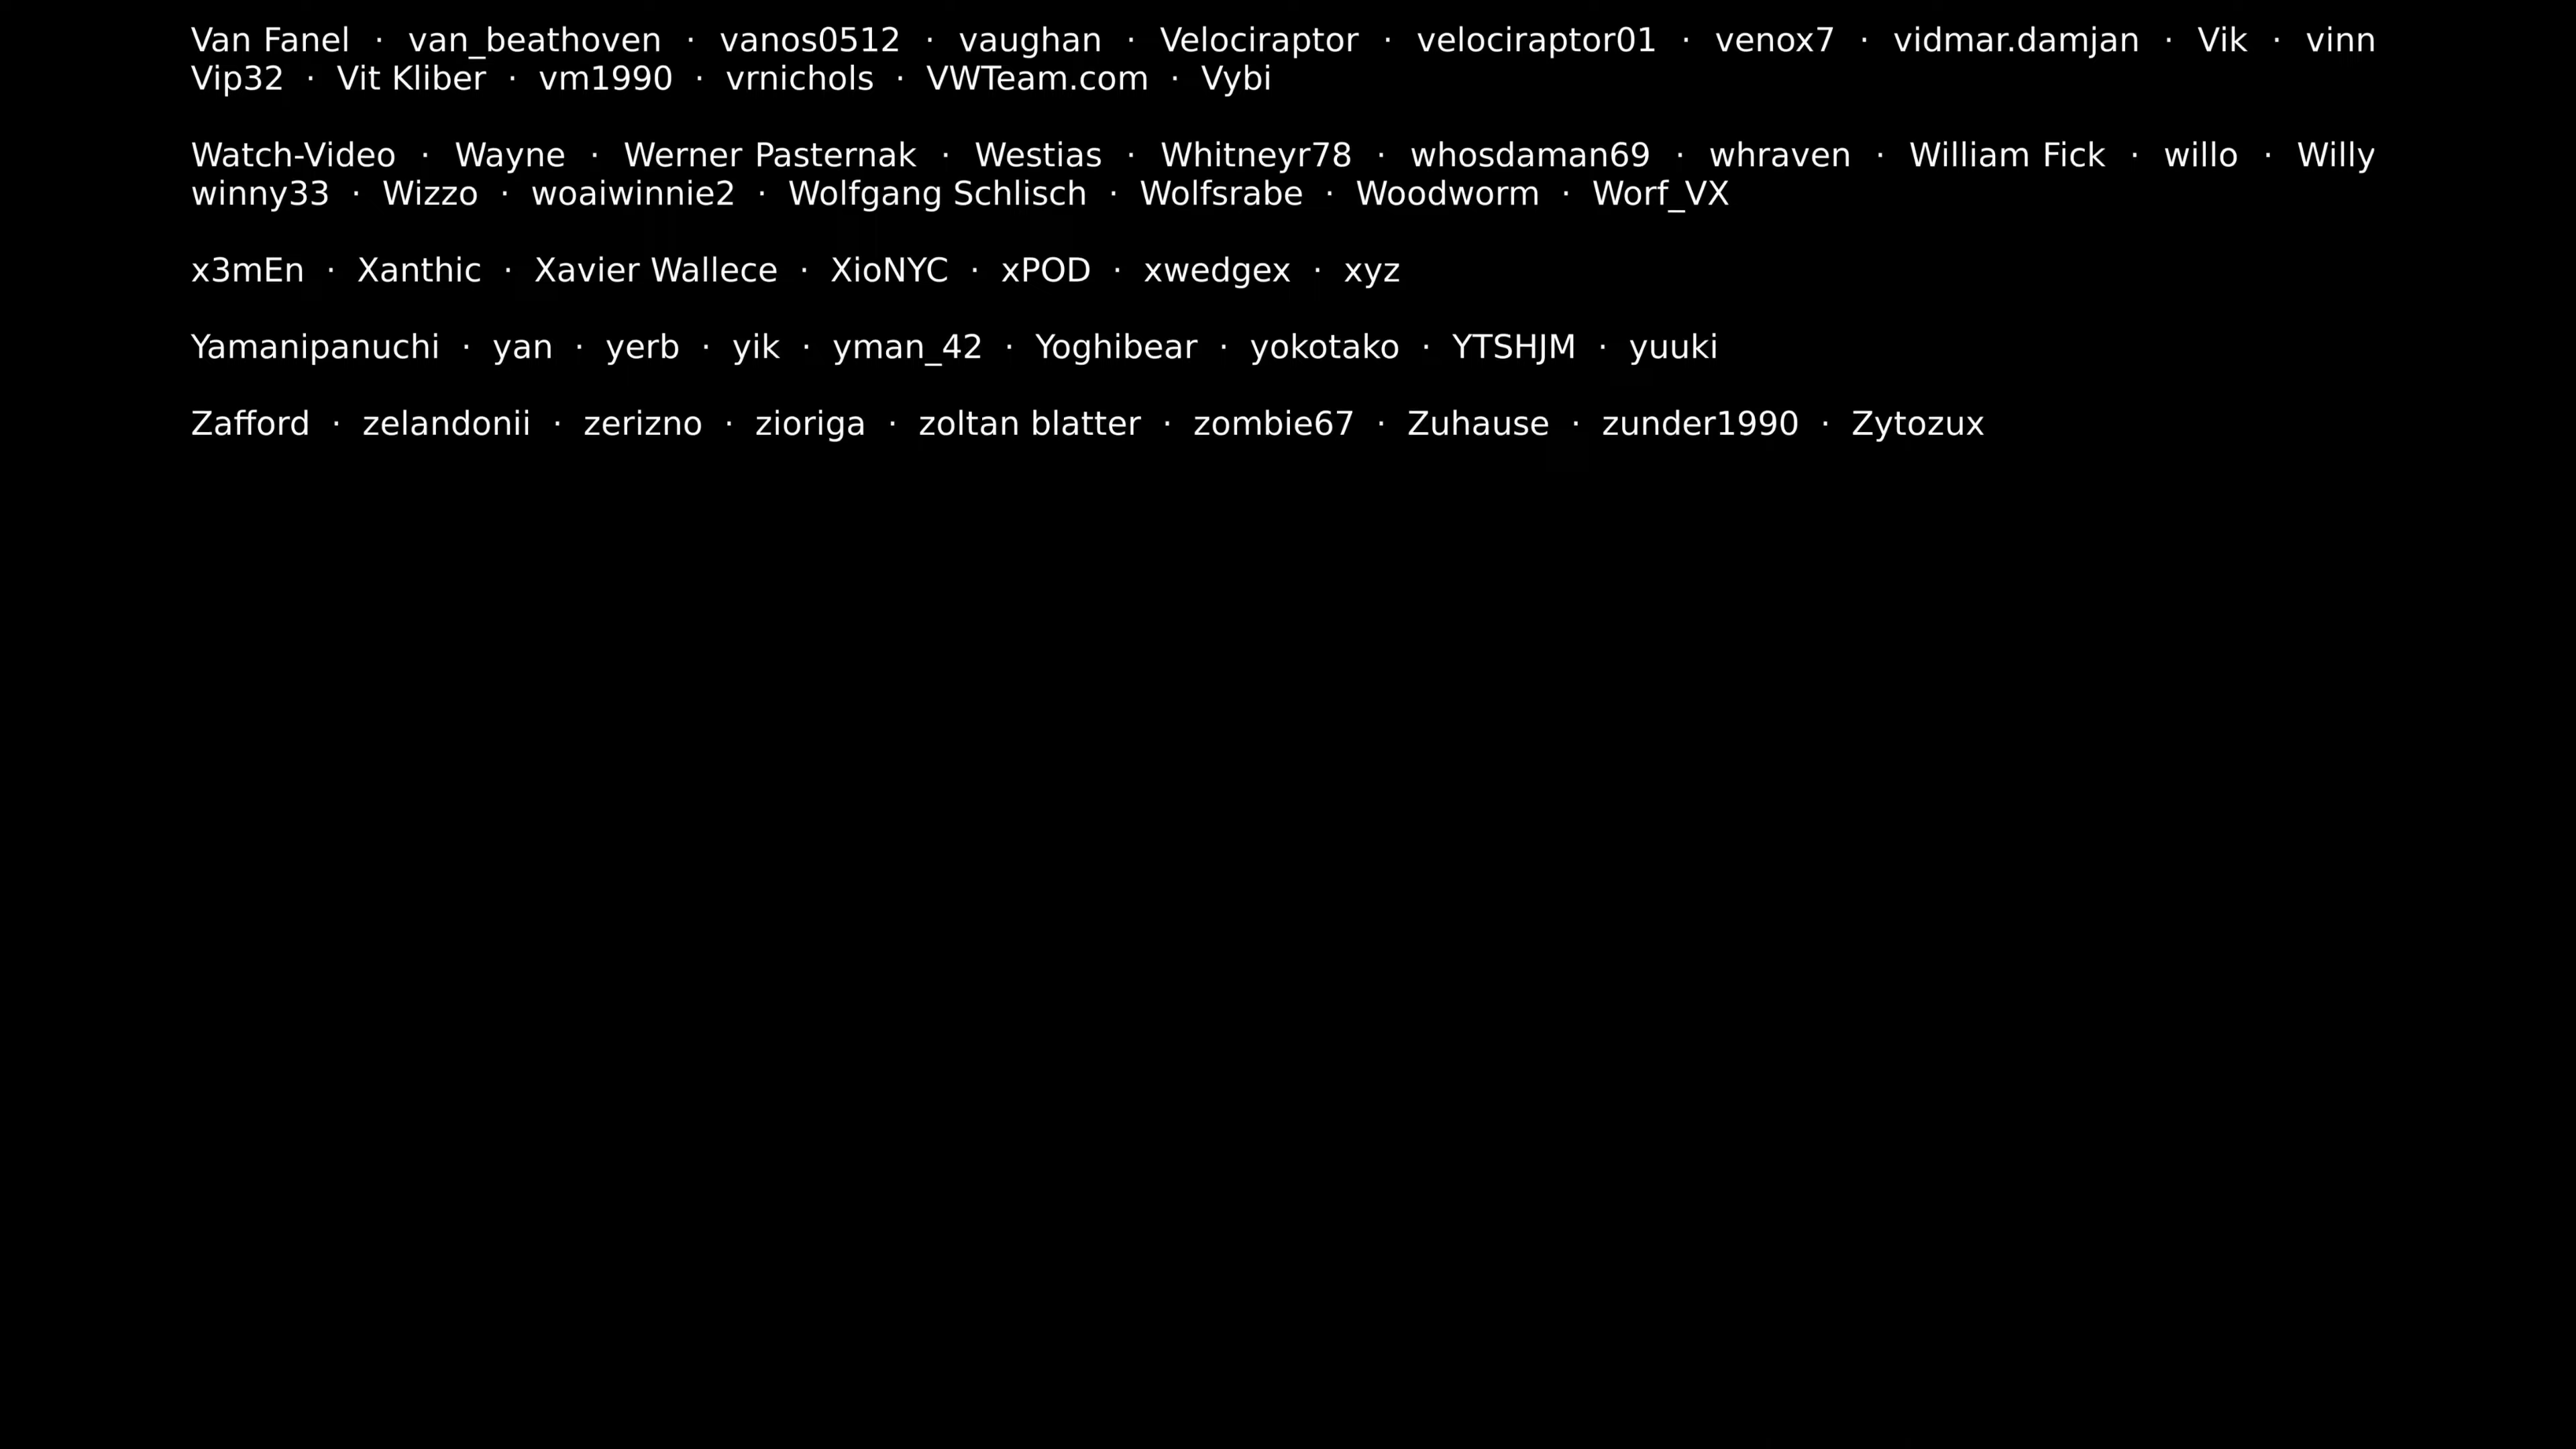 Van Fanel · van_beathoven · vanos0512 · vaughan · Velociraptor · velociraptor01 · venox7 · vidmar.damjan · Vik · vinn
Vip32 · Vit Kliber · vm1990 · vrnichols · VWTeam.com · Vybi
Watch-Video · Wayne · Werner Pasternak · Westias · Whitneyr78 · whosdaman69 · whraven · William Fick · willo · Willy
winny33 · Wizzo · woaiwinnie2 · Wolfgang Schlisch · Wolfsrabe · Woodworm · Worf_VX
x3mEn · Xanthic · Xavier Wallece · XioNYC · xPOD · xwedgex · xyz
Yamanipanuchi · yan · yerb · yik · yman_42 · Yoghibear · yokotako · YTSHJM · yuuki
Zafford · zelandonii · zerizno · zioriga · zoltan blatter · zombie67 · Zuhause · zunder1990 · Zytozux